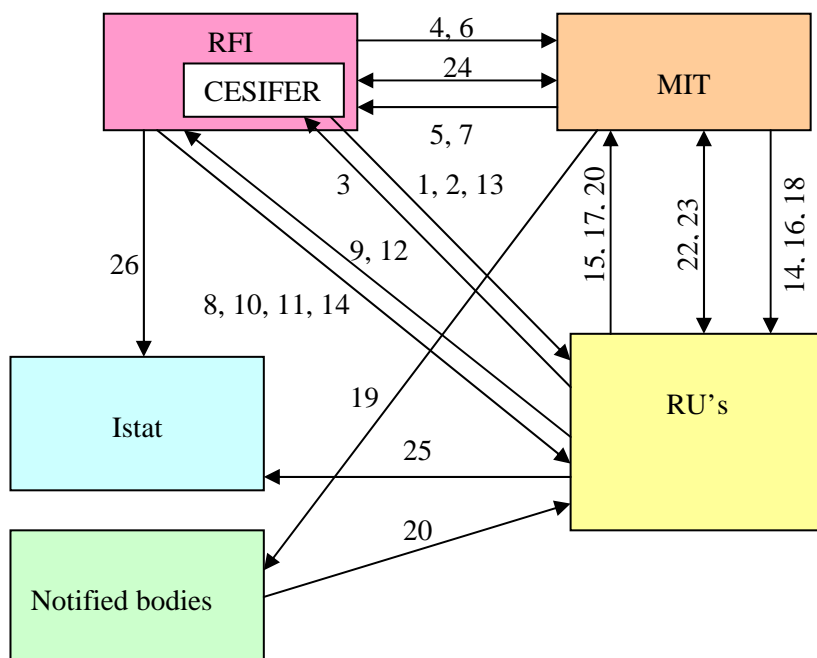 4, 6
RFI
24
MIT
CESIFER
5, 7
3
1, 2, 13
15, 17, 20
22, 23
14, 16, 18
9, 12
26
8, 10, 11, 14
19
RU's
Istat
25
20
Notified bodies